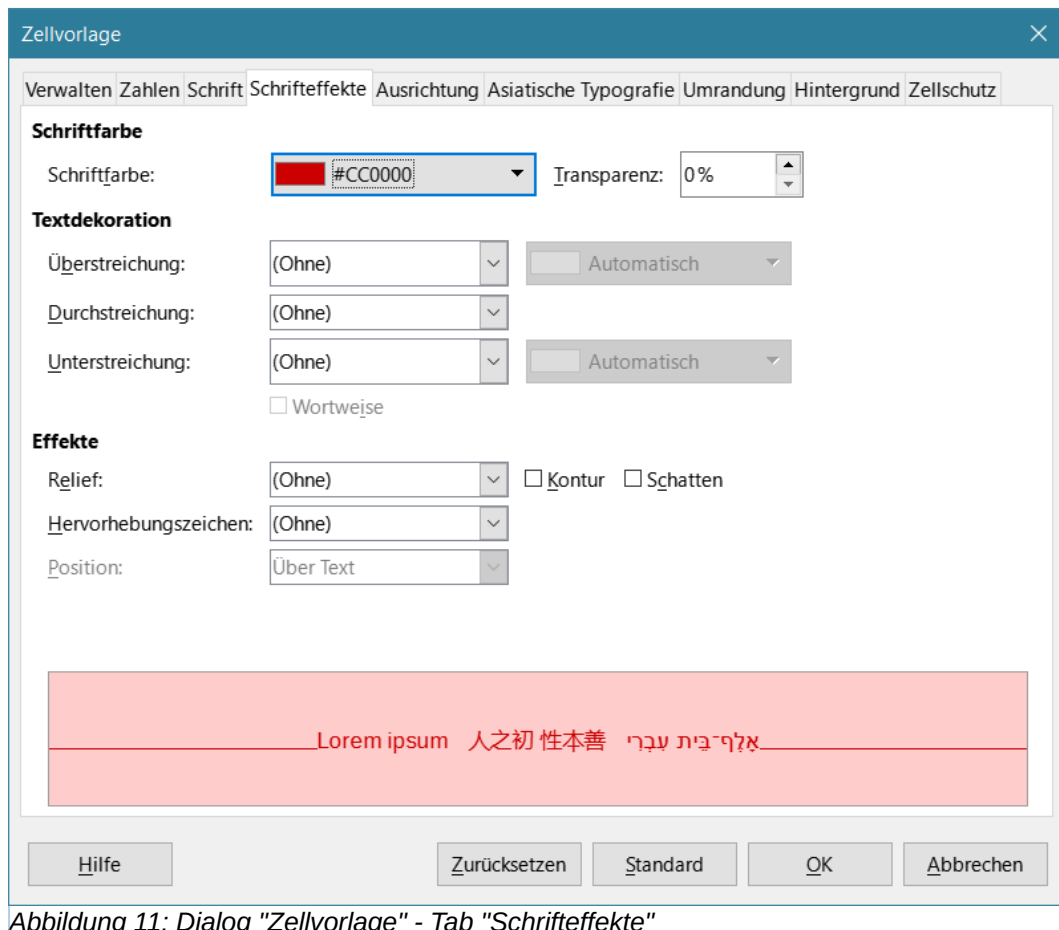 Zellvorlage
Verwalten Zahlen Schrift Schrifteffekte Ausrichtung Asiatische Typografie Umrandung Hintergrund Zellschutz
Schriftfarbe
Schriftfarbe: #CC0000 Transparenz: 0%
Textdekoration
Überstreichung: (Ohne) Automatisch
Durchstreichung: (Ohne)
Unterstreichung: (Ohne) Automatisch
Wortweise
Effekte
Relief: (Ohne) Kontur Schatten
Hervorhebungszeichen: (Ohne)
Position: Über Text
Lorem ipsum 人之初 性本善 אָלֶף־בֵּית עִבְרִי
Hilfe Zurücksetzen Standard OK Abbrechen
Abbildung 11: Dialog "Zellvorlage" - Tab "Schrifteffekte"